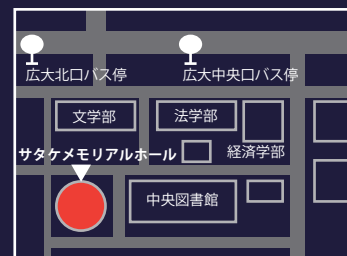 広大北口バス停
広大中央口バス停
文学部
法学部
サタケメモリアルホール
経済学部
中央図書館